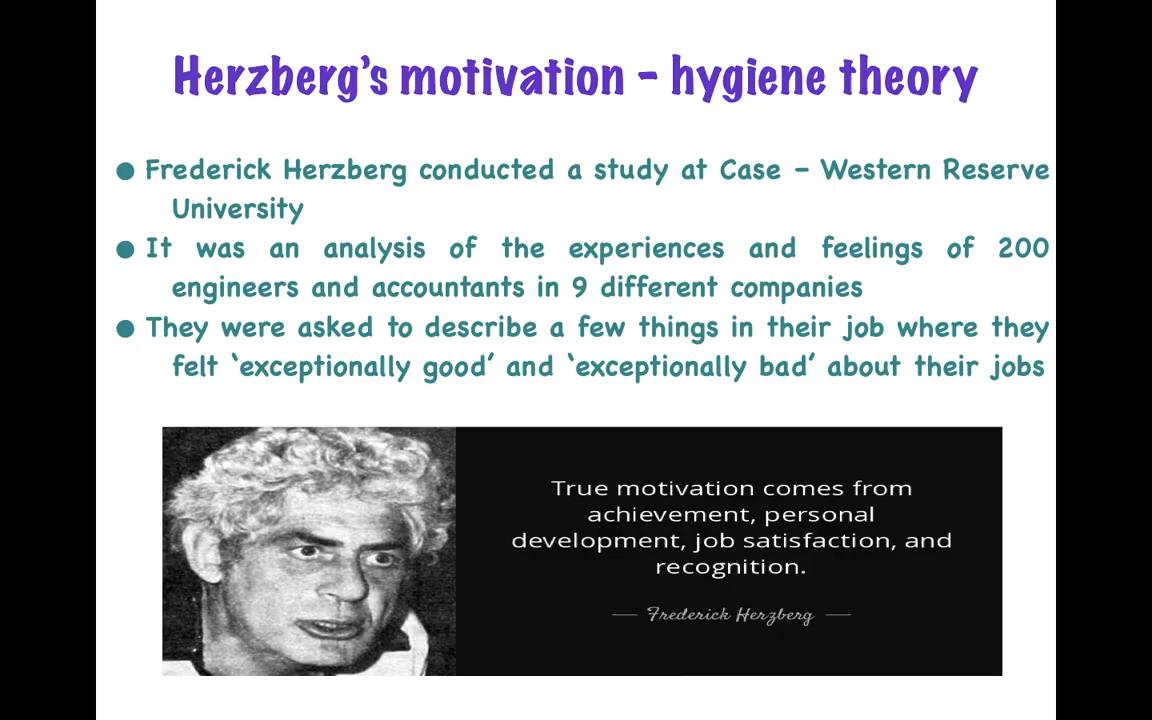 Herzberg's motivation - hygiene theory
● Frederick Herzberg conducted a study at Case - Western Reserve
University
● It was an analysis of the experiences and feelings of 200
engineers and accountants in 9 different companies
● They were asked to describe a few things in their job where they
felt 'exceptionally good' and 'exceptionally bad' about their jobs
True motivation comes from
achievement, personal
development, job satisfaction, and
recognition.
— Frederick Herzberg —